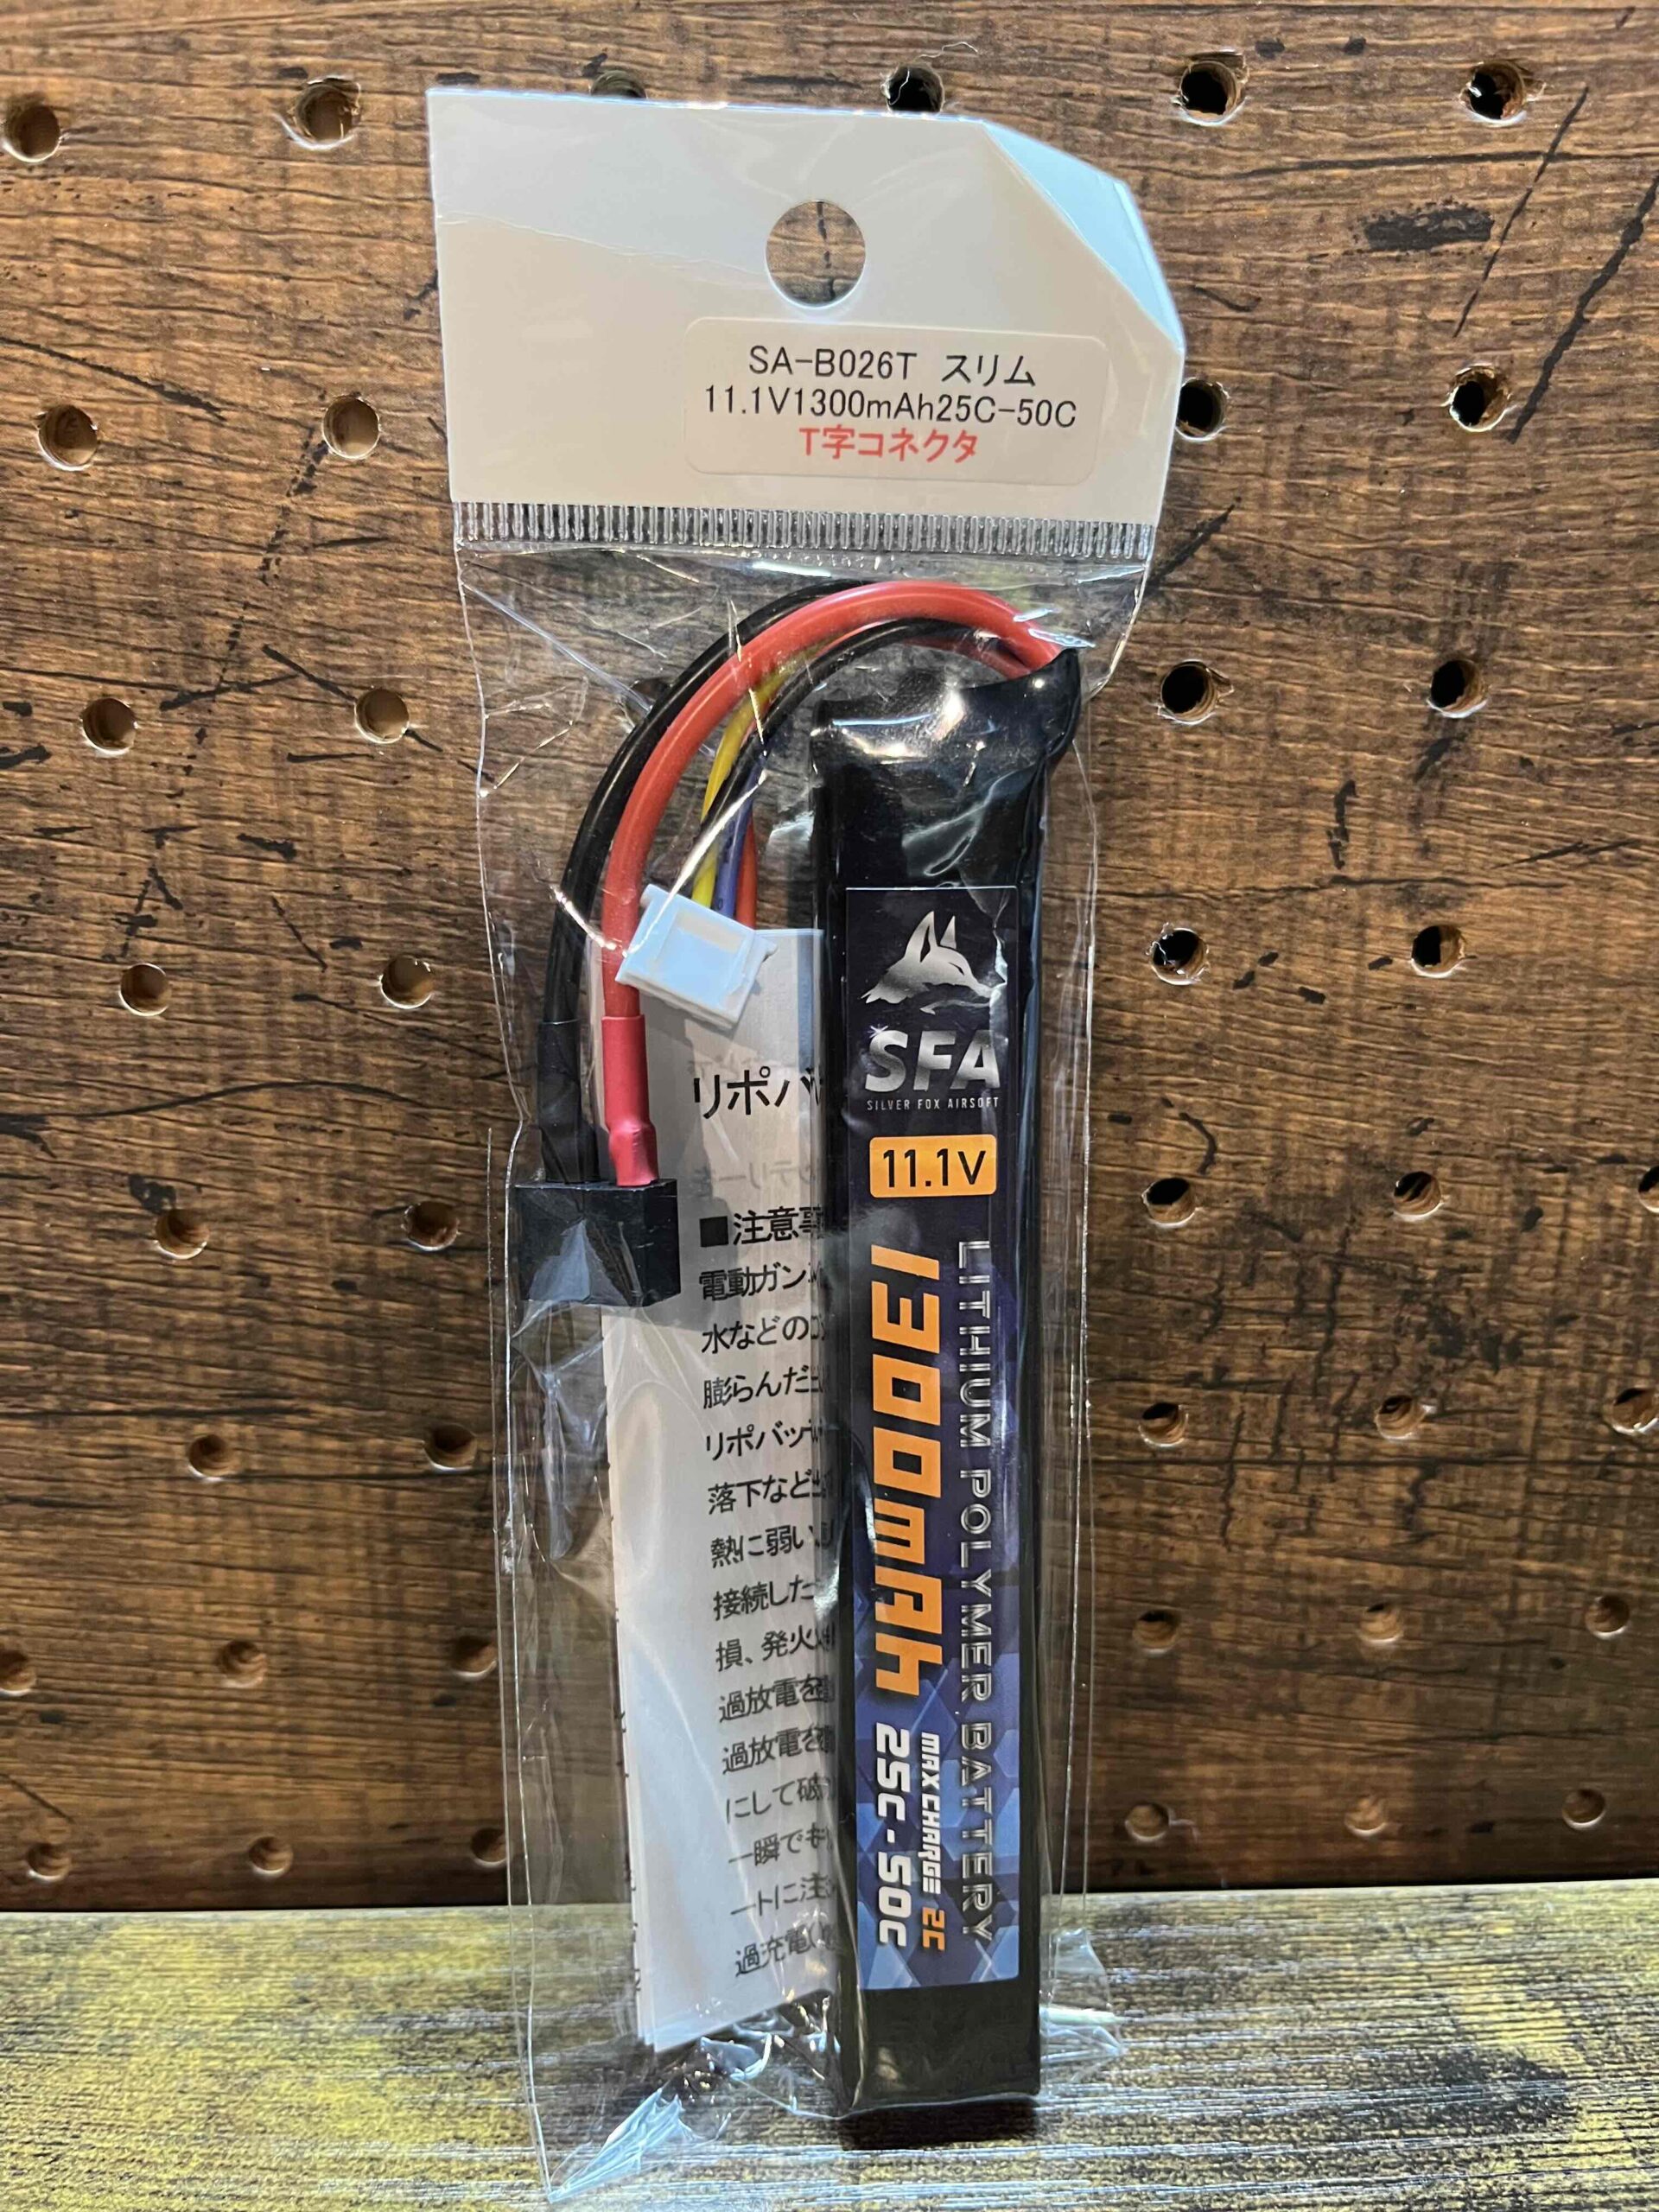 SA-B026T スリム
11.1V1300mAh25C-50C
T字コネクタ
SFA
SILVER FOX AIRSOFT
11.1V
1300mAh
25C-50C
MAX CHARGE 2C
LITHIUM POLYMER BATTERY
リポバッ
■注意事
電動ガン
水などの
膨らんだ
リポバッ
落下など
熱に弱い
接続した
損、発火
過放電を
過放電を
にして破
一瞬でも
ートに注
過充電